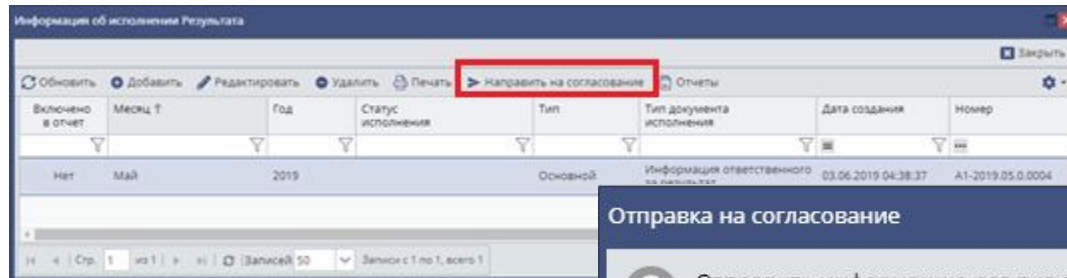 Информация об исполнении Результата
Закрыть
Обновить Добавить Редактировать Удалить Печать Направить на согласование Отчеты
Включено в отчет Месяц ↑ Год Статус исполнения Тип Тип документа исполнения Дата создания Номер
Нет Май 2019 Основной Информация ответственного за результат 03.06.2019 04:38:37 A1-2019.05.0.0004
Стр. 1 из 1 Записей 50 Записи с 1 по 1, всего 1
Отправка на согласование